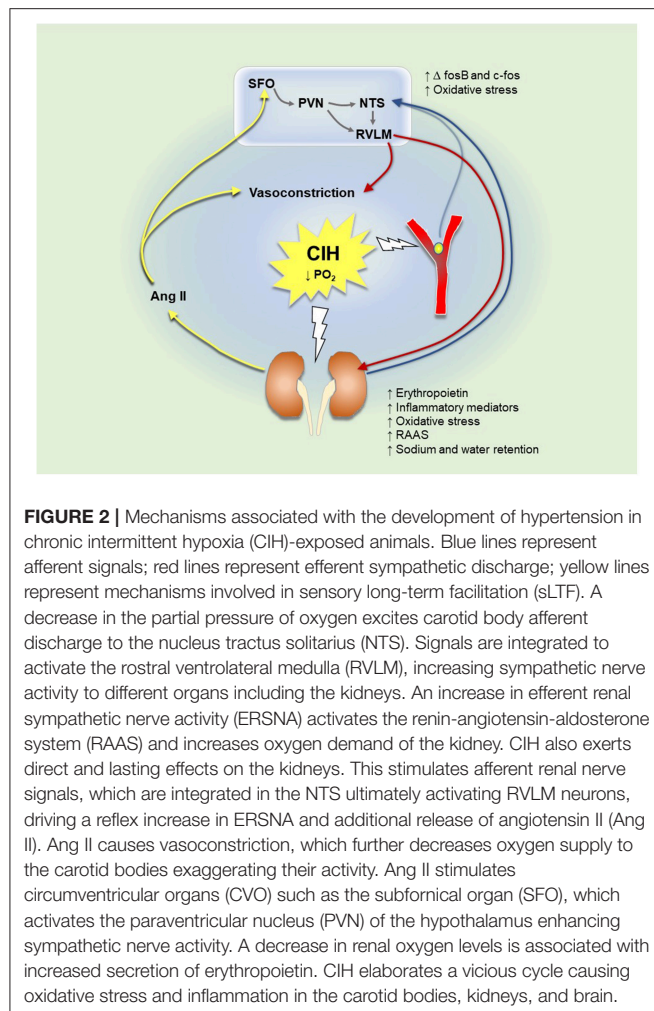 SFO
PVN
NTS
RVLM
↑ Δ fosB and c-fos
↑ Oxidative stress
Vasoconstriction
CIH
↓ PO₂
Ang II
↑ Erythropoietin
↑ Inflammatory mediators
↑ Oxidative stress
↑ RAAS
↑ Sodium and water retention
FIGURE 2 | Mechanisms associated with the development of hypertension in
chronic intermittent hypoxia (CIH)-exposed animals. Blue lines represent
afferent signals; red lines represent efferent sympathetic discharge; yellow lines
represent mechanisms involved in sensory long-term facilitation (sLTF). A
decrease in the partial pressure of oxygen excites carotid body afferent
discharge to the nucleus tractus solitarius (NTS). Signals are integrated to
activate the rostral ventrolateral medulla (RVLM), increasing sympathetic nerve
activity to different organs including the kidneys. An increase in efferent renal
sympathetic nerve activity (ERSNA) activates the renin-angiotensin-aldosterone
system (RAAS) and increases oxygen demand of the kidney. CIH also exerts
direct and lasting effects on the kidneys. This stimulates afferent renal nerve
signals, which are integrated in the NTS ultimately activating RVLM neurons,
driving a reflex increase in ERSNA and additional release of angiotensin II (Ang
II). Ang II causes vasoconstriction, which further decreases oxygen supply to
the carotid bodies exaggerating their activity. Ang II stimulates
circumventricular organs (CVO) such as the subfornical organ (SFO), which
activates the paraventricular nucleus (PVN) of the hypothalamus enhancing
sympathetic nerve activity. A decrease in renal oxygen levels is associated with
increased secretion of erythropoietin. CIH elaborates a vicious cycle causing
oxidative stress and inflammation in the carotid bodies, kidneys, and brain.